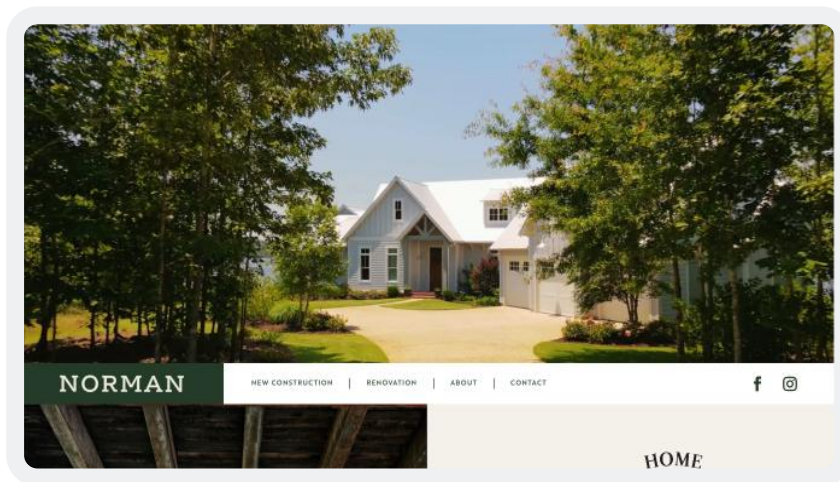 NORMAN
NEW CONSTRUCTION | RENOVATION | ABOUT | CONTACT
HOME